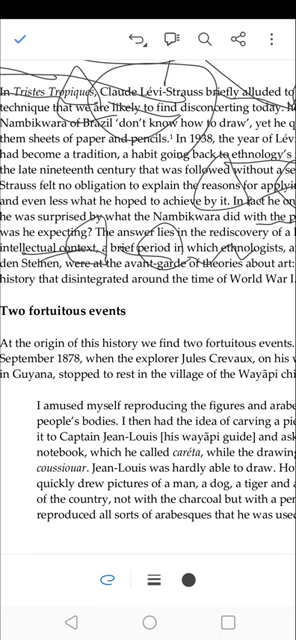 In Tristes Tropiques, Claude Lévi-Strauss briefly alluded to
technique that we are likely to find disconcerting today: h
Nambikwara of Brazil ‘don’t know how to draw’, yet he q
them sheets of paper and pencils.¹ In 1938, the year of Lév
had become a tradition, a habit going back to ethnology’s
the late nineteenth century that was followed without a se
Strauss felt no obligation to explain the reasons for applyin
and even less what he hoped to achieve by it. In fact he on
he was surprised by what the Nambikwara did with the p
was he expecting? The answer lies in the rediscovery of a l
intellectual context, a brief period in which ethnologists, a
den Steinen, were at the avant-garde of theories about art:
history that disintegrated around the time of World War I.
Two fortuitous events
At the origin of this history we find two fortuitous events.
September 1878, when the explorer Jules Crevaux, on his v
in Guyana, stopped to rest in the village of the Wayãpi chi
I amused myself reproducing the figures and arabe
people’s bodies. I then had the idea of carving a pie
it to Captain Jean-Louis [his wayãpi guide] and ask
notebook, which he called caréta, while the drawing
coussiouar. Jean-Louis was hardly able to draw. Ho
quickly drew pictures of a man, a dog, a tiger and a
of the country, not with the charcoal but with a pen
reproduced all sorts of arabesques that he was used